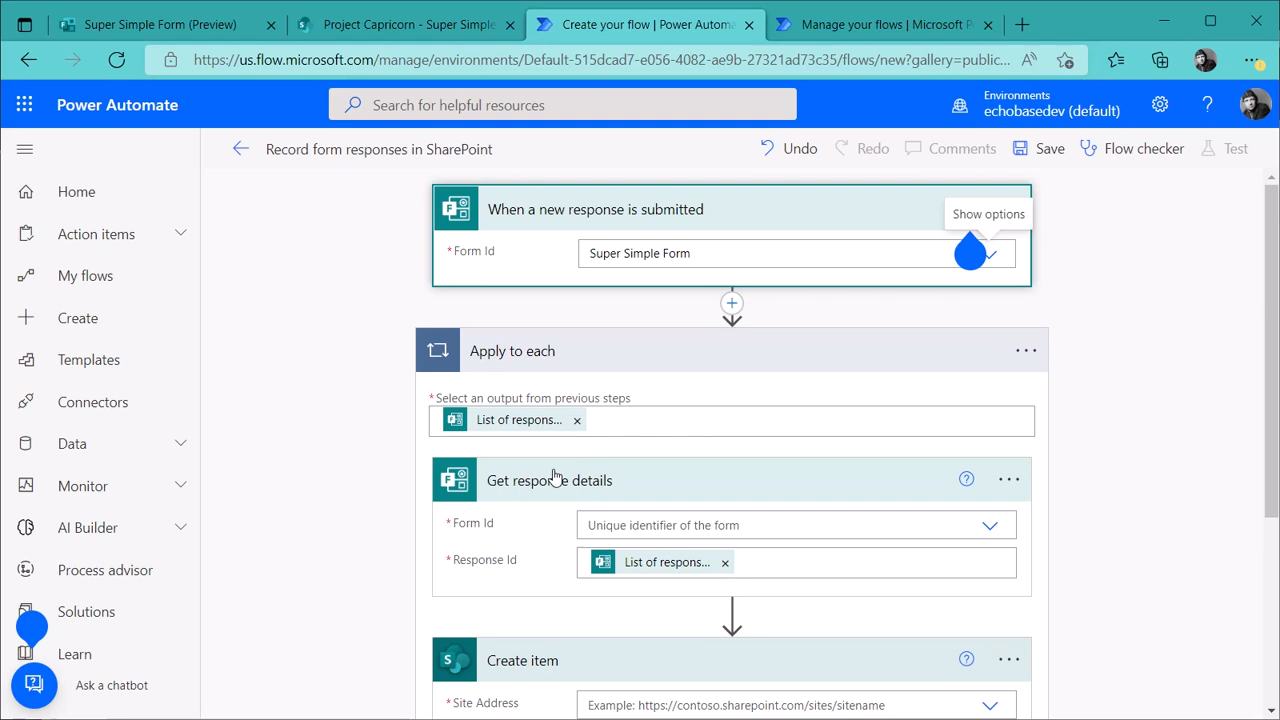 Super Simple Form (Preview)
Project Capricorn - Super Simple
Create your flow | Power Automa
Manage your flows | Microsoft P
https://us.flow.microsoft.com/manage/environments/Default-515dcad7-e056-4082-ae9b-27321ad73c35/flows/new?gallery=public...
Power Automate
Search for helpful resources
Environments
echobasedev (default)
Record form responses in SharePoint
Undo
Redo
Comments
Save
Flow checker
Test
Home
Action items
My flows
Create
Templates
Connectors
Data
Monitor
AI Builder
Process advisor
Solutions
Learn
Ask a chatbot
When a new response is submitted
Show options
* Form Id
Super Simple Form
Apply to each
* Select an output from previous steps
List of respons... ×
Get response details
* Form Id
Unique identifier of the form
* Response Id
List of respons... ×
Create item
* Site Address
Example: https://contoso.sharepoint.com/sites/sitename